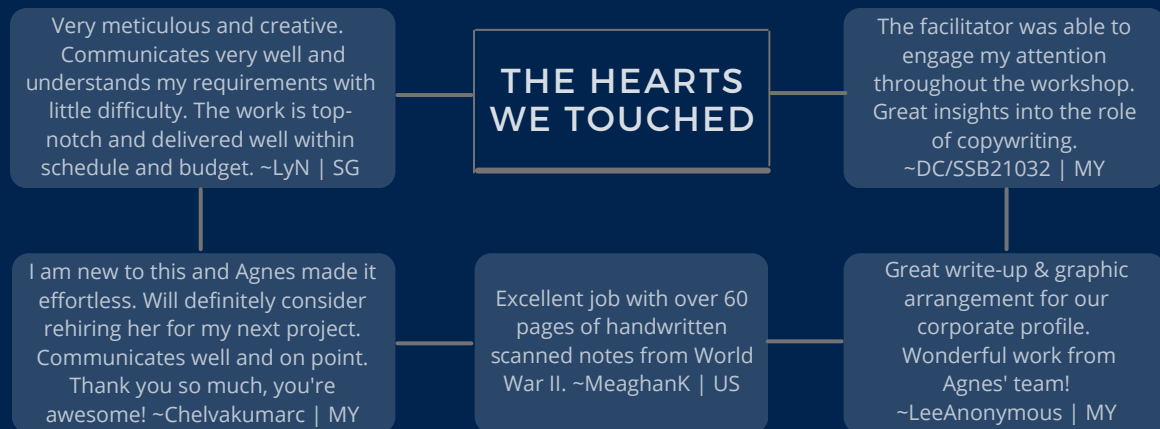 Very meticulous and creative.
Communicates very well and
understands my requirements with
little difficulty. The work is top-
notch and delivered well within
schedule and budget. ~LyN | SG
THE HEARTS
WE TOUCHED
The facilitator was able to
engage my attention
throughout the workshop.
Great insights into the role
of copywriting.
~DC/SSB21032 | MY
I am new to this and Agnes made it
effortless. Will definitely consider
rehiring her for my next project.
Communicates well and on point.
Thank you so much, you're
awesome! ~Chelvakumarc | MY
Excellent job with over 60
pages of handwritten
scanned notes from World
War II. ~MeaghanK | US
Great write-up & graphic
arrangement for our
corporate profile.
Wonderful work from
Agnes' team!
~LeeAnonymous | MY